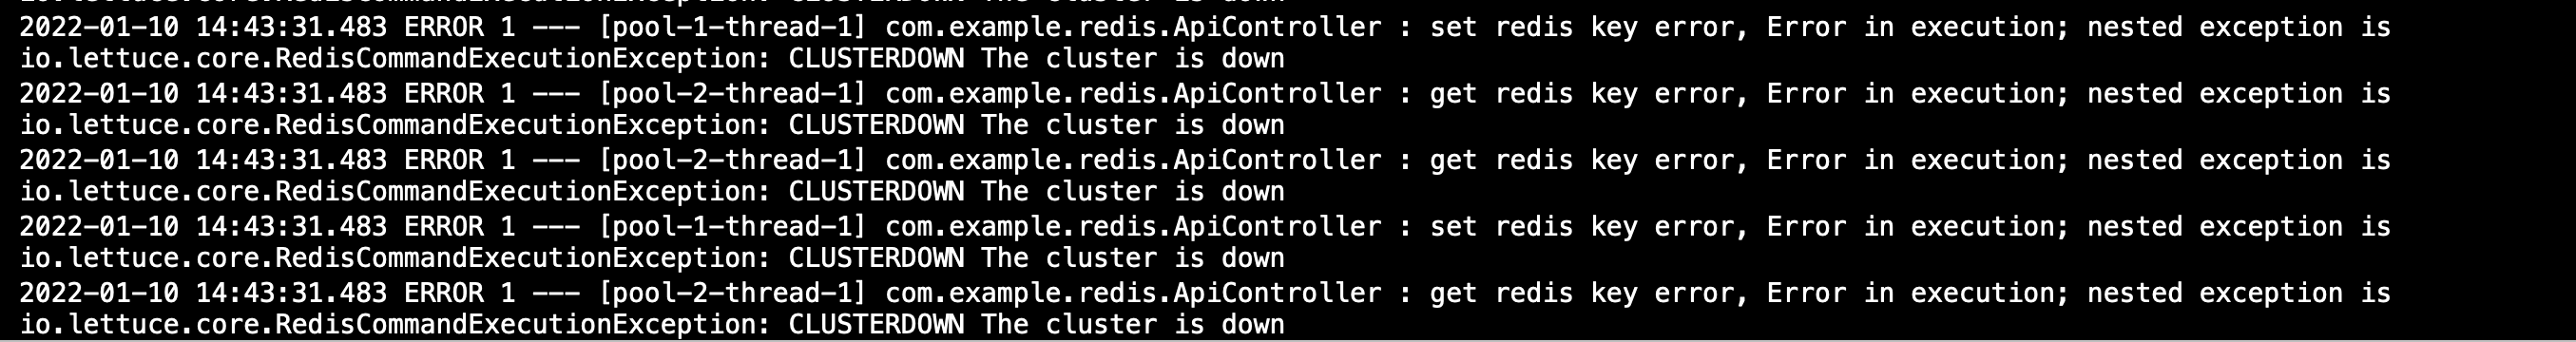 io.lettuce.core.RedisCommandExecutionException: CLUSTERDOWN The cluster is down
2022-01-10 14:43:31.483 ERROR 1 --- [pool-1-thread-1] com.example.redis.ApiController : set redis key error, Error in execution; nested exception is
io.lettuce.core.RedisCommandExecutionException: CLUSTERDOWN The cluster is down
2022-01-10 14:43:31.483 ERROR 1 --- [pool-2-thread-1] com.example.redis.ApiController : get redis key error, Error in execution; nested exception is
io.lettuce.core.RedisCommandExecutionException: CLUSTERDOWN The cluster is down
2022-01-10 14:43:31.483 ERROR 1 --- [pool-2-thread-1] com.example.redis.ApiController : get redis key error, Error in execution; nested exception is
io.lettuce.core.RedisCommandExecutionException: CLUSTERDOWN The cluster is down
2022-01-10 14:43:31.483 ERROR 1 --- [pool-1-thread-1] com.example.redis.ApiController : set redis key error, Error in execution; nested exception is
io.lettuce.core.RedisCommandExecutionException: CLUSTERDOWN The cluster is down
2022-01-10 14:43:31.483 ERROR 1 --- [pool-2-thread-1] com.example.redis.ApiController : get redis key error, Error in execution; nested exception is
io.lettuce.core.RedisCommandExecutionException: CLUSTERDOWN The cluster is down